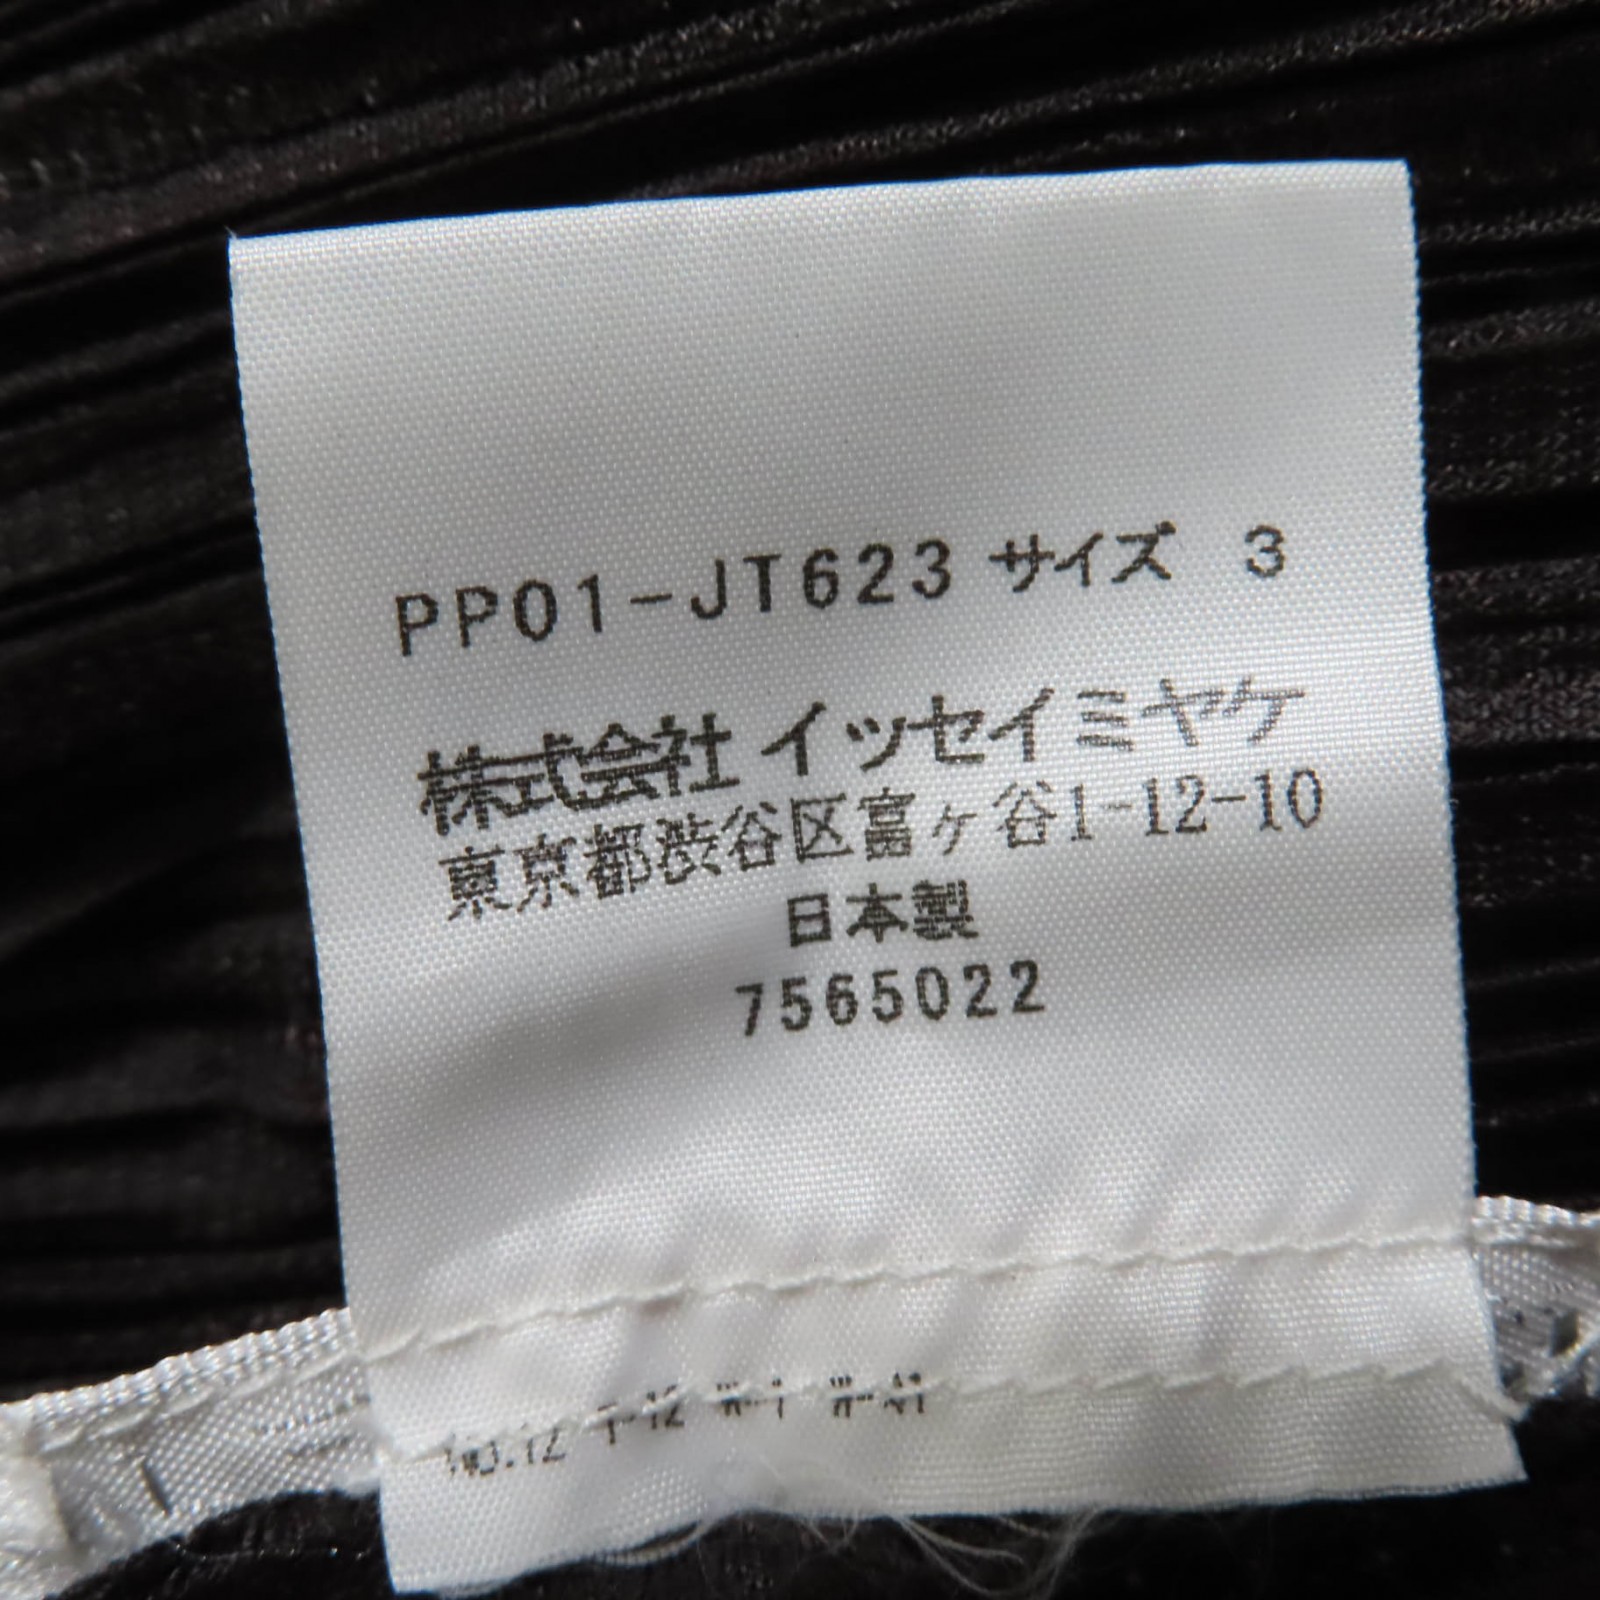 PP01-JT623 サイズ 3
株式会社 イッセイミヤケ
東京都渋谷区富ヶ谷1-12-10
日本製
7565022